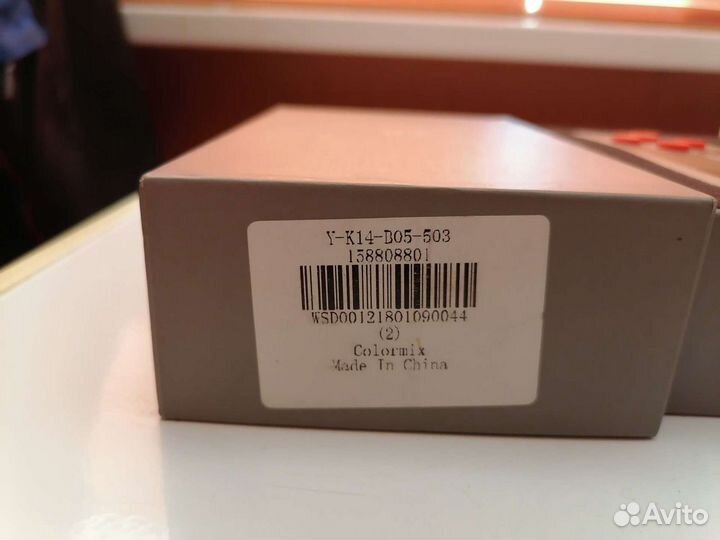 Y-K14-B05-503
158808801
WSD00121801090044
(2)
Colormix
Made In China
Avito